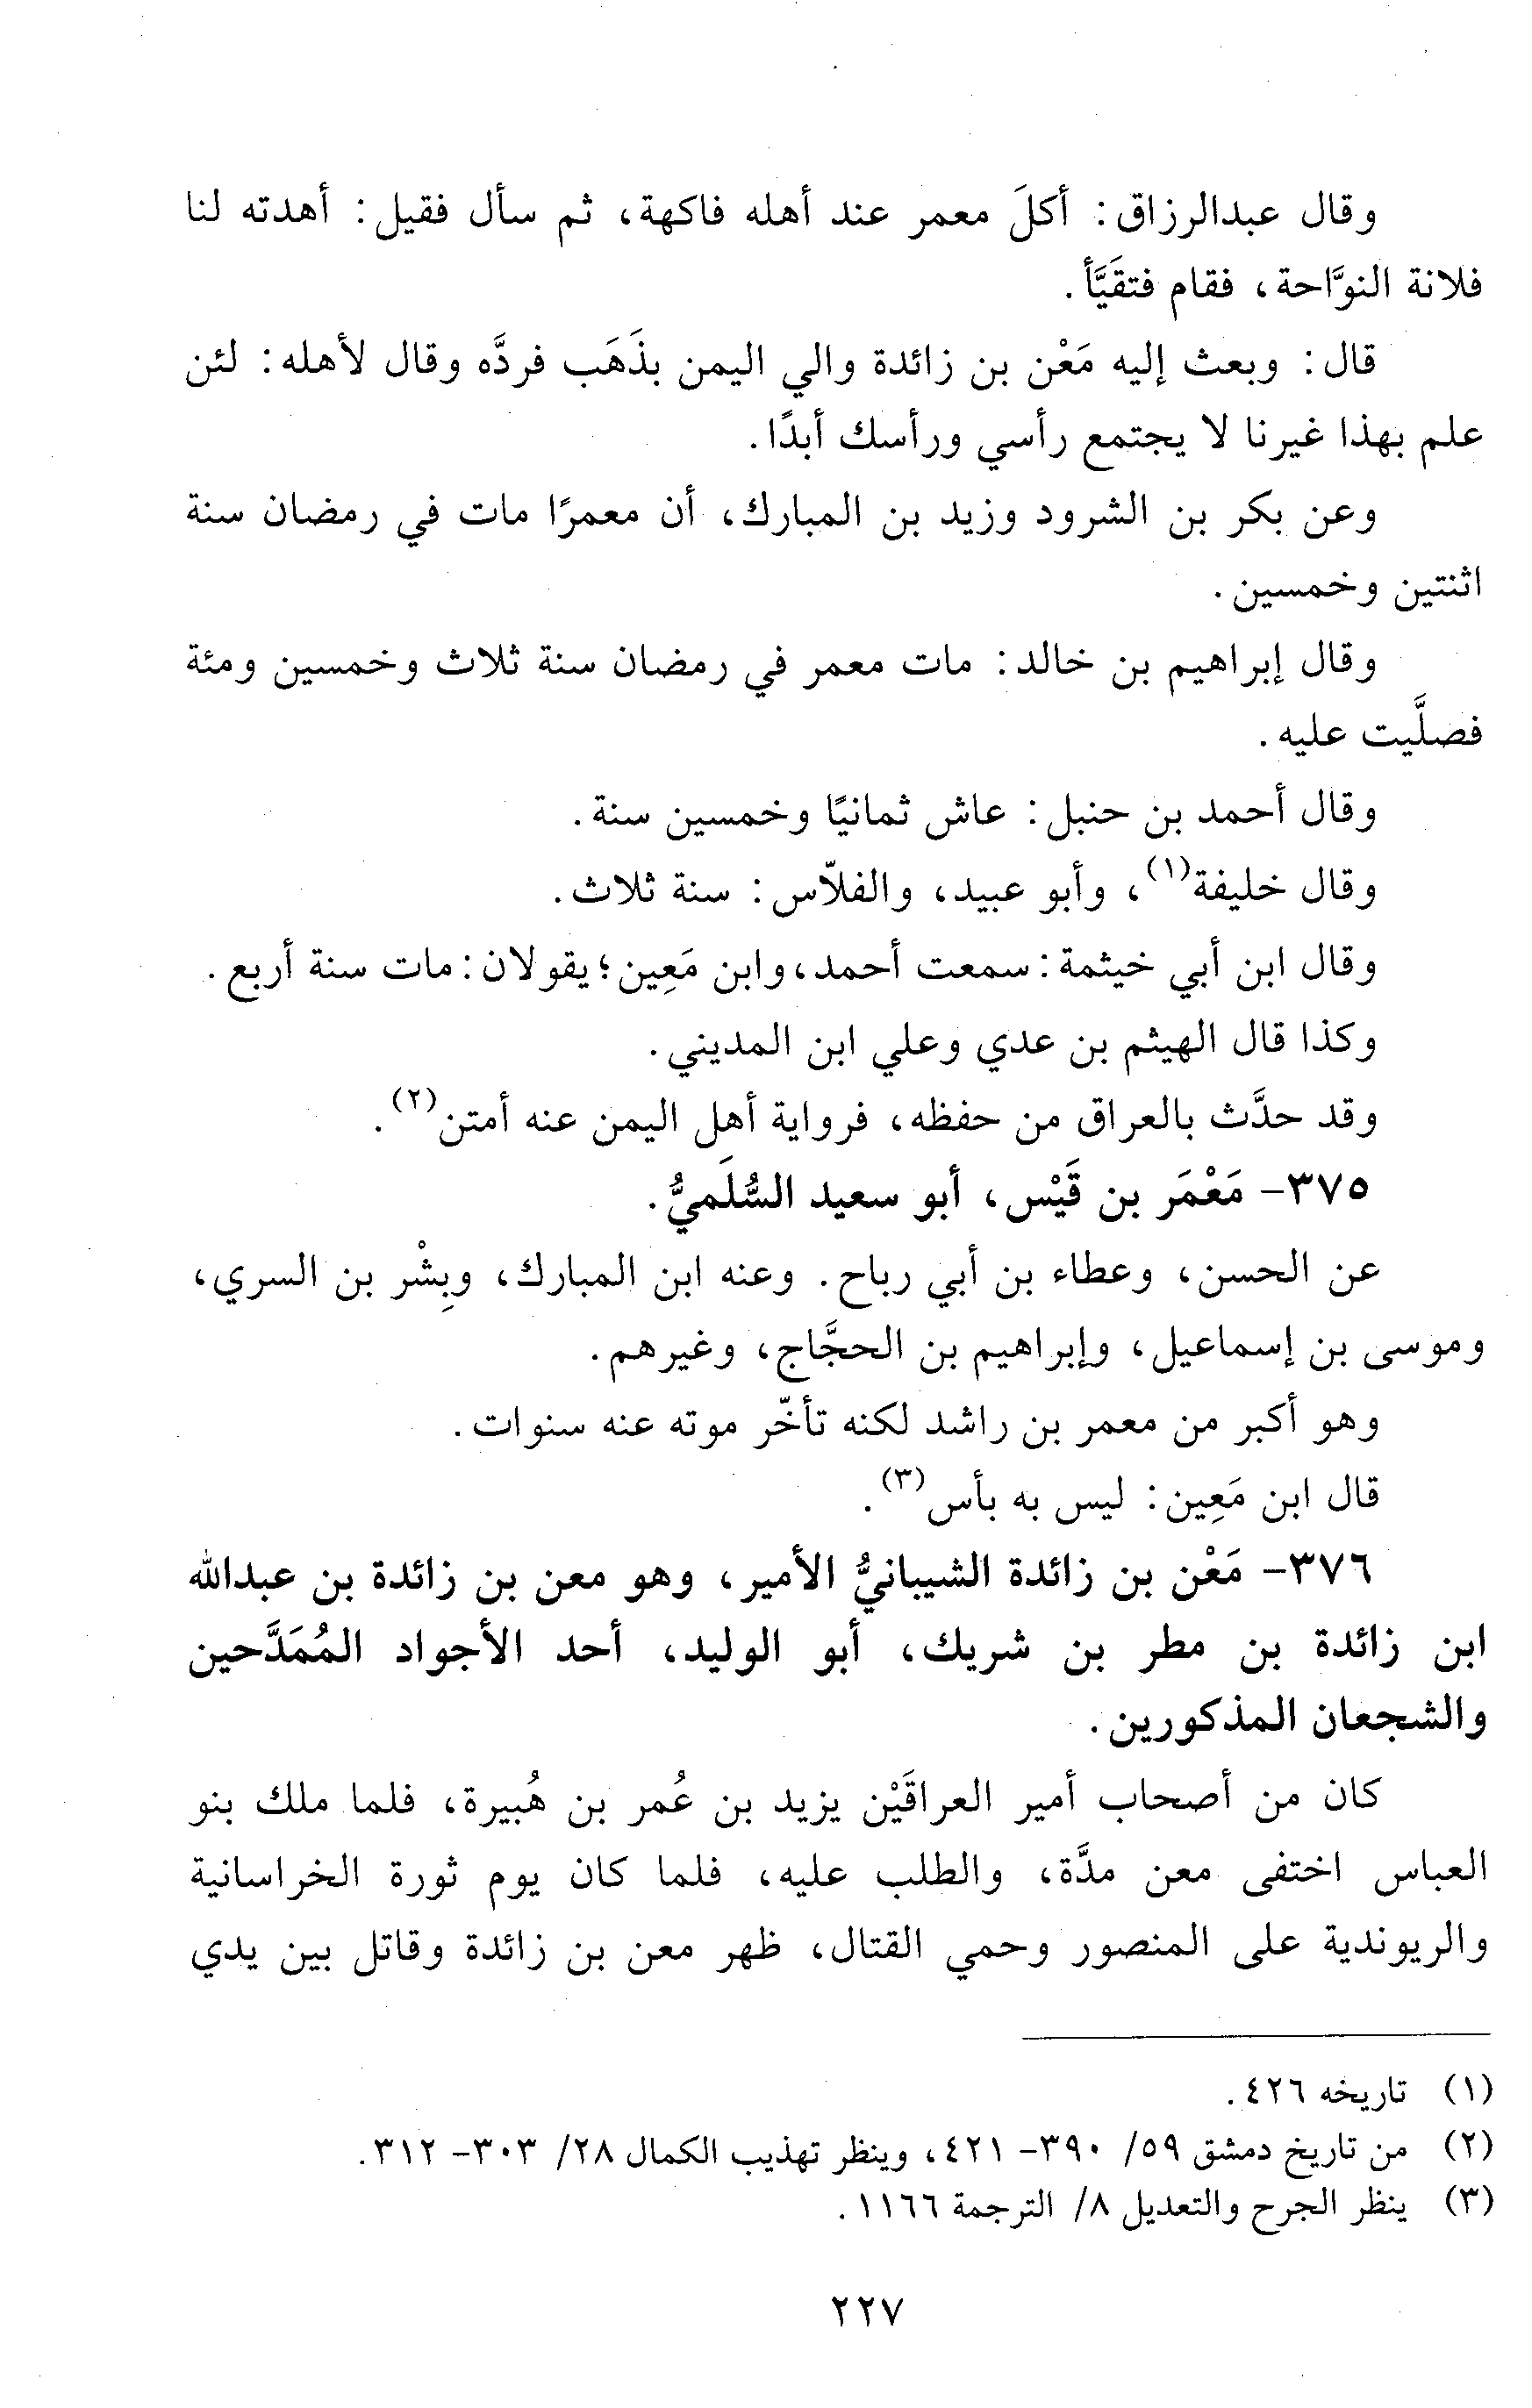 وقال عبدالرزاق: أكلَ معمر عند أهله فاكهة، ثم سأل فقيل: أهدته لنا
فلانة النوَّاحة، فقام فتقَيَّأ.
قال: وبعث إليه مَعْن بن زائدة والي اليمن بذَهَب فردَّه وقال لأهله: لئن
علم بهذا غيرنا لا يجتمع رأسي ورأسك أبدًا.
وعن بكر بن الشرود وزيد بن المبارك، أن معمرًا مات في رمضان سنة
اثنتين وخمسين.
وقال إبراهيم بن خالد: مات معمر في رمضان سنة ثلاث وخمسين ومئة
فصلَّيت عليه.
وقال أحمد بن حنبل: عاش ثمانيًا وخمسين سنة.
وقال خليفة(١)، وأبو عبيد، والفلاّس: سنة ثلاث.
وقال ابن أبي خيثمة: سمعت أحمد، وابن مَعِين؛ يقولان: مات سنة أربع.
وكذا قال الهيثم بن عدي وعلي ابن المديني.
وقد حدَّث بالعراق من حفظه، فرواية أهل اليمن عنه أمتن(٢).
٣٧٥- مَعْمَر بن قَيْس، أبو سعيد السُّلَميُّ.
عن الحسن، وعطاء بن أبي رباح. وعنه ابن المبارك، وبِشْر بن السري،
وموسى بن إسماعيل، وإبراهيم بن الحجَّاج، وغيرهم.
وهو أكبر من معمر بن راشد لكنه تأخّر موته عنه سنوات.
قال ابن مَعِين: ليس به بأس(٣).
٣٧٦- مَعْن بن زائدة الشيبانيُّ الأمير، وهو معن بن زائدة بن عبدالله
ابن زائدة بن مطر بن شريك، أبو الوليد، أحد الأجواد المُمَدَّحين
والشجعان المذكورين.
كان من أصحاب أمير العراقَيْن يزيد بن عُمر بن هُبيرة، فلما ملك بنو
العباس اختفى معن مدَّة، والطلب عليه، فلما كان يوم ثورة الخراسانية
والريوندية على المنصور وحمي القتال، ظهر معن بن زائدة وقاتل بين يدي
(١) تاريخه ٤٢٦.
(٢) من تاريخ دمشق ٥٩/ ٣٩٠- ٤٢١، وينظر تهذيب الكمال ٢٨/ ٣٠٣- ٣١٢.
(٣) ينظر الجرح والتعديل ٨/ الترجمة ١١٦٦.
٢٢٧